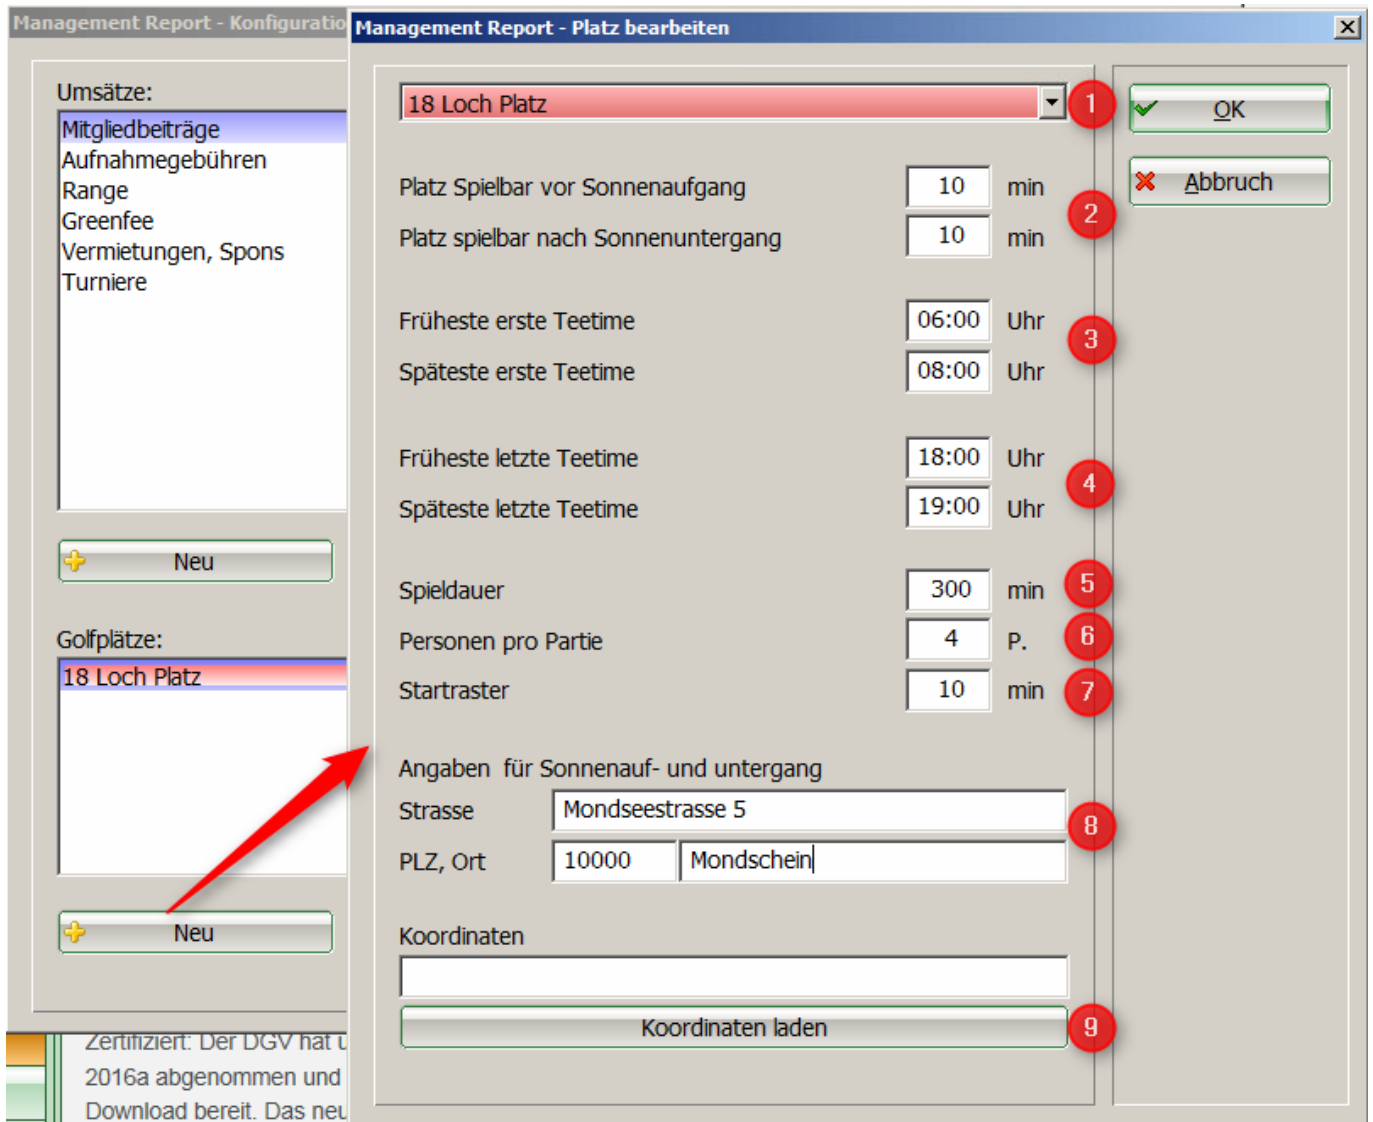 Management Report - Konfiguratio
Umsätze:
Mitgliedbeiträge
Aufnahmegebühren
Range
Greenfee
Vermietungen, Spons
Turniere
Neu
Golfplätze:
18 Loch Platz
Neu
Zertifiziert: Der DGV hat u
2016a abgenommen und
Download bereit. Das neu
Management Report - Platz bearbeiten
18 Loch Platz 1
Platz Spielbar vor Sonnenaufgang 10 min
2
Platz spielbar nach Sonnenuntergang 10 min
Früheste erste Teetime 06:00 Uhr
3
Späteste erste Teetime 08:00 Uhr
Früheste letzte Teetime 18:00 Uhr
4
Späteste letzte Teetime 19:00 Uhr
Spieldauer 300 min 5
Personen pro Partie 4 P. 6
Startraster 10 min 7
Angaben für Sonnenauf- und untergang
Strasse Mondseestrasse 5
8
PLZ, Ort 10000 Mondschein
Koordinaten
Koordinaten laden 9
OK
Abbruch